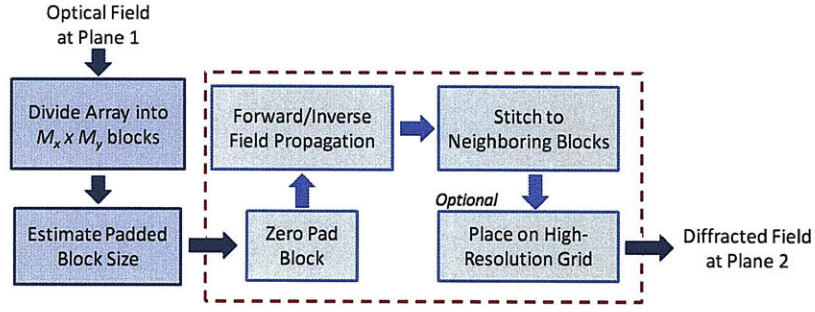 Optical Field
at Plane 1
Divide Array into
Mx x My blocks
Estimate Padded
Block Size
Zero Pad
Block
Forward/Inverse
Field Propagation
Stitch to
Neighboring Blocks
Optional
Place on High-
Resolution Grid
Diffracted Field
at Plane 2